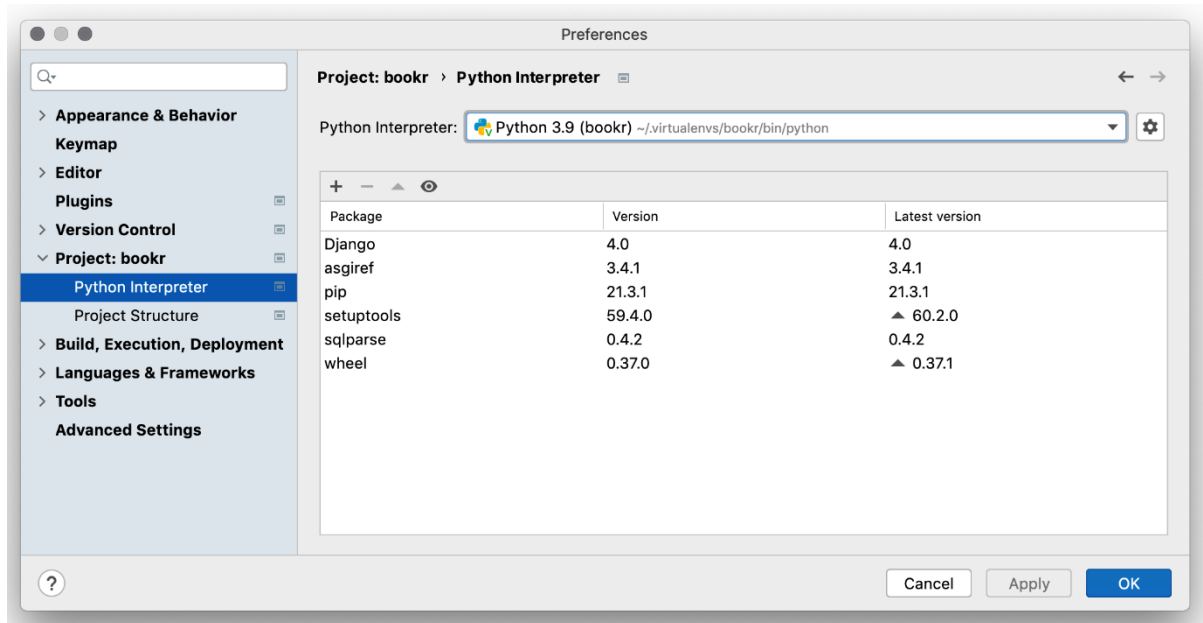 Preferences
Project: bookr › Python Interpreter
Appearance & Behavior
Keymap
Editor
Plugins
Version Control
Project: bookr
Python Interpreter
Project Structure
Build, Execution, Deployment
Languages & Frameworks
Tools
Advanced Settings
Python Interpreter: Python 3.9 (bookr) ~/.virtualenvs/bookr/bin/python
Package Version Latest version
Django 4.0 4.0
asgiref 3.4.1 3.4.1
pip 21.3.1 21.3.1
setuptools 59.4.0 60.2.0
sqlparse 0.4.2 0.4.2
wheel 0.37.0 0.37.1
? Cancel Apply OK